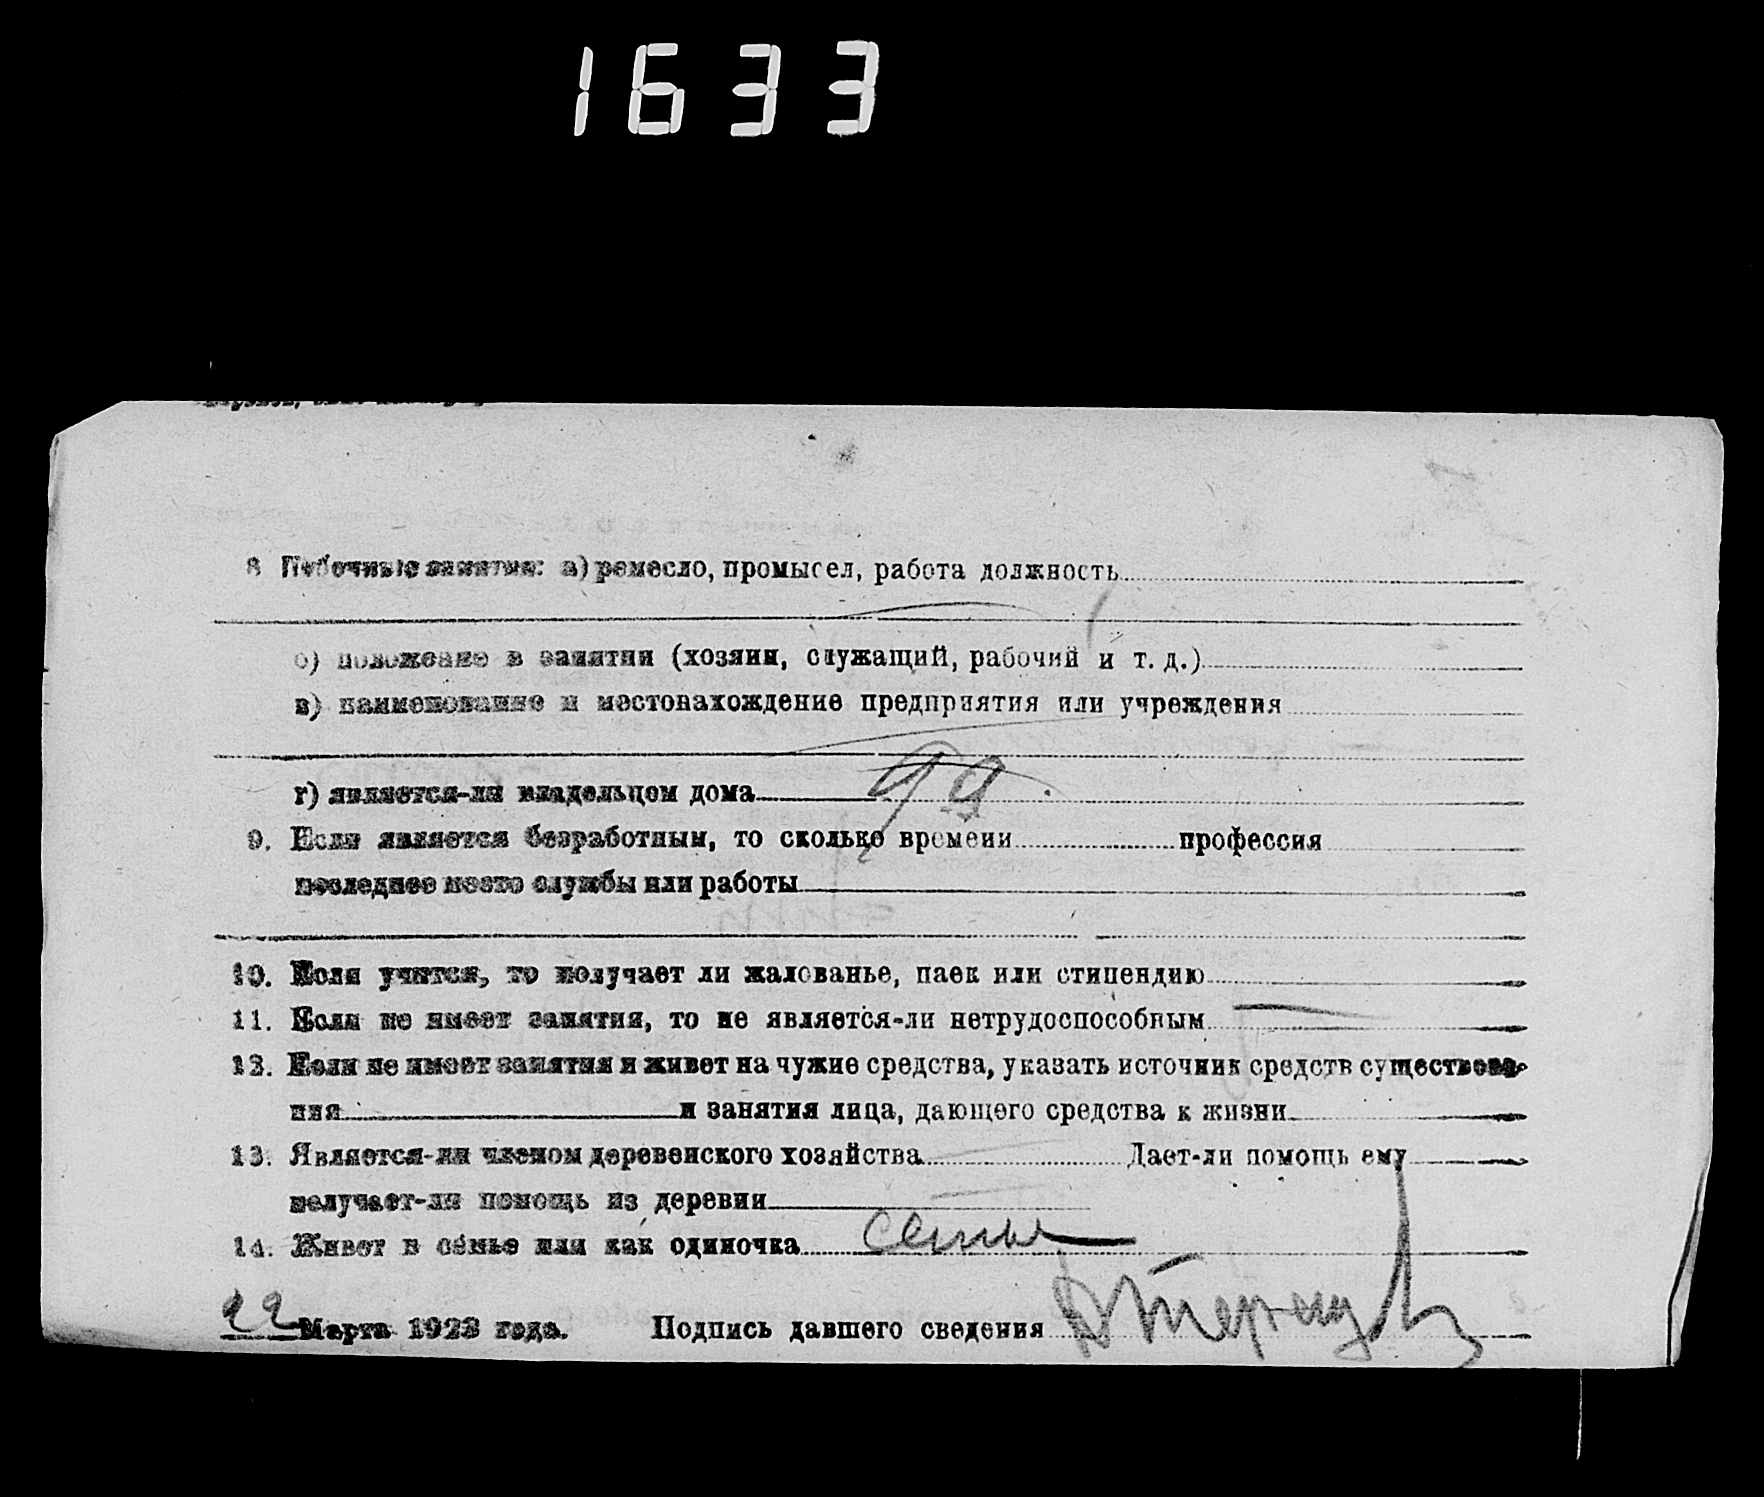 1633
8 Побочные занятия: а) ремесло, промысел, работа должность
б) положение в занятии (хозяин, служащий, рабочий и т. д.)
в) наименование и местонахождение предприятия или учреждения
г) является-ли владельцем дома да.
9. Если является безработным, то сколько времени профессия
последнее место службы или работы
10. Если учится, то получает ли жалованье, паек или стипендию
11. Если не имеет занятия, то не является-ли нетрудоспособным
12. Если не имеет занятия и живет на чужие средства, указать источник средств существова-
ния и занятия лица, дающего средства к жизни
13. Является-ли членом деревенского хозяйства Дает-ли помощь ему
получает-ли помощь из деревни
14. Живет в семье или как одиночка семье
22 Марта 1923 года. Подпись давшего сведения